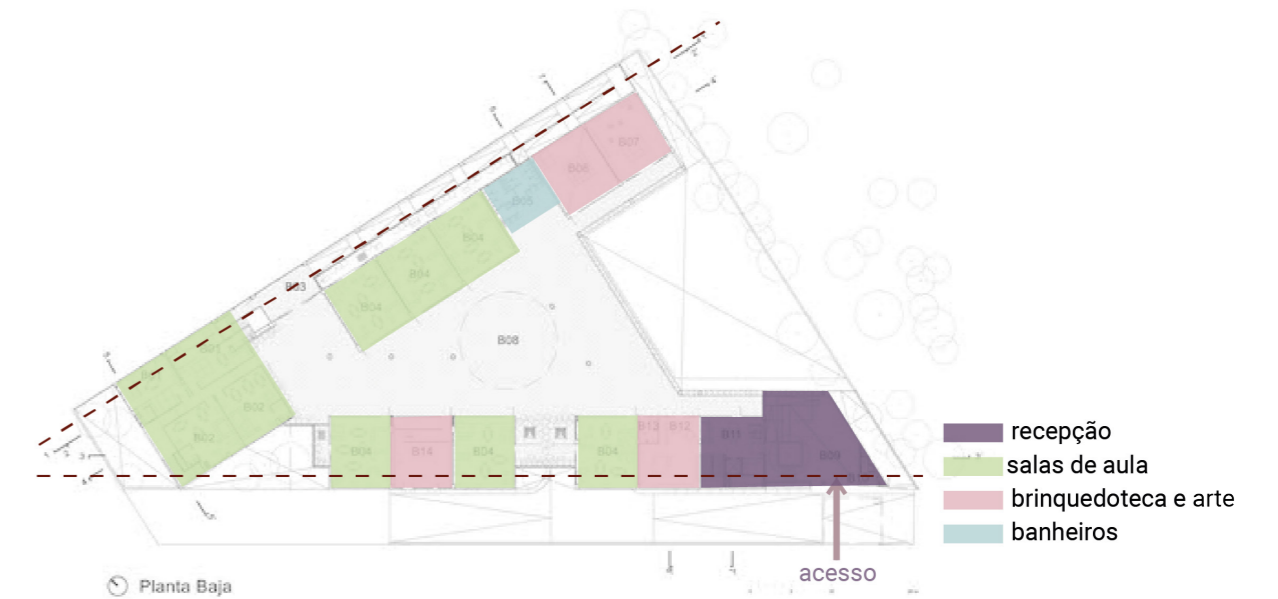 B07
B06
B05
B04
B04
B03
B04
B08
B01
B02
B02
B04
B14
B04
B04
B13
B12
B11
B09
recepção
salas de aula
brinquedoteca e arte
banheiros
acesso
Planta Baja